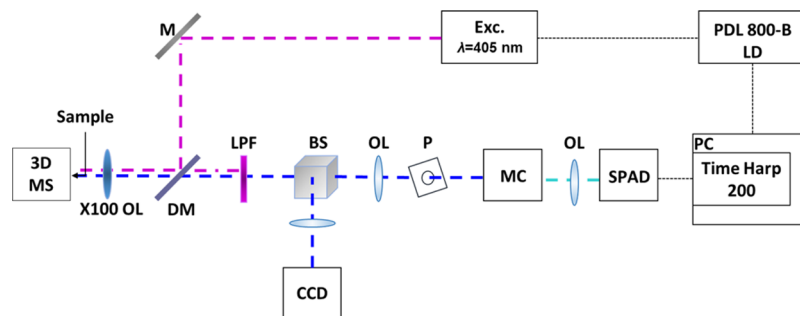 M
Exc.
λ=405 nm
PDL 800-B
LD
Sample
3D
MS
X100 OL
DM
LPF
BS
OL
P
MC
OL
SPAD
PC
Time Harp
200
CCD